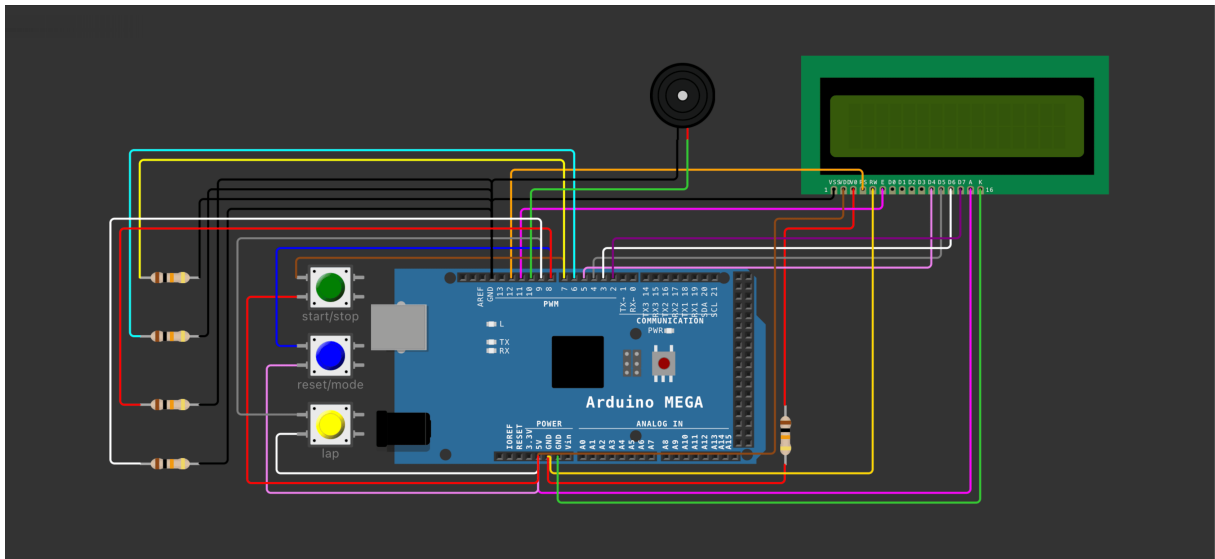 VSS VDD V0 RS RW E D0 D1 D2 D3 D4 D5 D6 D7 A K
1 16
AREF GND 13 12 11 10 9 8 7 6 5 4 3 2 1 0 14 15 16 17 18 19 20 21
TX→ RX← TX3 RX3 TX2 RX2 TX1 RX1 SDA SCL
PWM
COMMUNICATION
start/stop
L
PWR
TX
RX
reset/mode
Arduino MEGA
POWER
ANALOG IN
lap
IOREF RESET 3.3V 5V GND GND Vin A0 A1 A2 A3 A4 A5 A6 A7 A8 A9 A10 A11 A12 A13 A14 A15